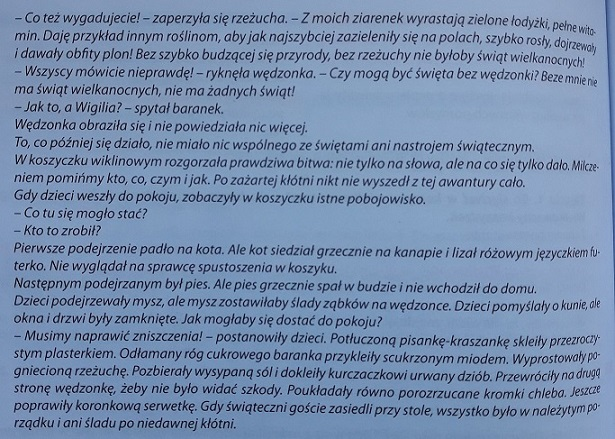 – Co też wygadujecie! – zaperzyła się rzeżucha. – Z moich ziarenek wyrastają zielone łodyżki, pełne wita-
min. Daję przykład innym roślinom, aby jak najszybciej zazieleniły się na polach, szybko rosły, dojrzewały
i dawały obfity plon! Bez szybko budzącej się przyrody, bez rzeżuchy nie byłoby świąt wielkanocnych!
– Wszyscy mówicie nieprawdę! – ryknęła wędzonka. – Czy mogą być święta bez wędzonki? Beze mnie nie
ma świąt wielkanocnych, nie ma żadnych świąt!
– Jak to, a Wigilia? – spytał baranek.
Wędzonka obraziła się i nie powiedziała nic więcej.
To, co później się działo, nie miało nic wspólnego ze świętami ani nastrojem świątecznym.
W koszyczku wiklinowym rozgorzała prawdziwa bitwa: nie tylko na słowa, ale na co się tylko dało. Milcze-
niem pomińmy kto, co, czym i jak. Po zażartej kłótni nikt nie wyszedł z tej awantury cało.
Gdy dzieci weszły do pokoju, zobaczyły w koszyczku istne pobojowisko.
– Co tu się mogło stać?
– Kto to zrobił?
Pierwsze podejrzenie padło na kota. Ale kot siedział grzecznie na kanapie i lizał różowym języczkiem fu-
terko. Nie wyglądał na sprawcę spustoszenia w koszyku.
Następnym podejrzanym był pies. Ale pies grzecznie spał w budzie i nie wchodził do domu.
Dzieci podejrzewały mysz, ale mysz zostawiłaby ślady ząbków na wędzonce. Dzieci pomyślały o kunie, ale
okna i drzwi były zamknięte. Jak mogłaby się dostać do pokoju?
– Musimy naprawić zniszczenia! – postanowiły dzieci. Potłuczoną pisankę-kraszankę skleiły przezroczy-
stym plasterkiem. Odłamany róg cukrowego baranka przykleiły scukrzonym miodem. Wyprostowały po-
gniecioną rzeżuchę. Pozbierały wysypaną sól i dokleiły kurczaczkowi urwany dziób. Przewróciły na drugą
stronę wędzonkę, żeby nie było widać szkody. Poukładały równo porozrzucane kromki chleba. Jeszcze
poprawiły koronkową serwetkę. Gdy świąteczni goście zasiedli przy stole, wszystko było w należytym po-
rządku i ani śladu po niedawnej kłótni.